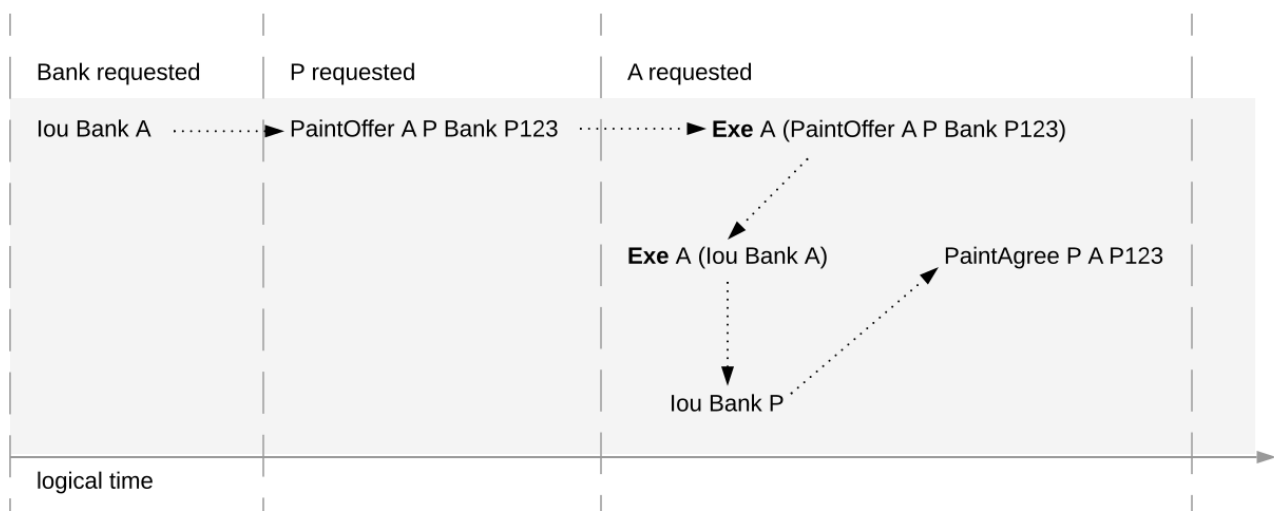 Bank requested
P requested
A requested
Iou Bank A
PaintOffer A P Bank P123
Exe A (PaintOffer A P Bank P123)
Exe A (Iou Bank A)
PaintAgree P A P123
Iou Bank P
logical time